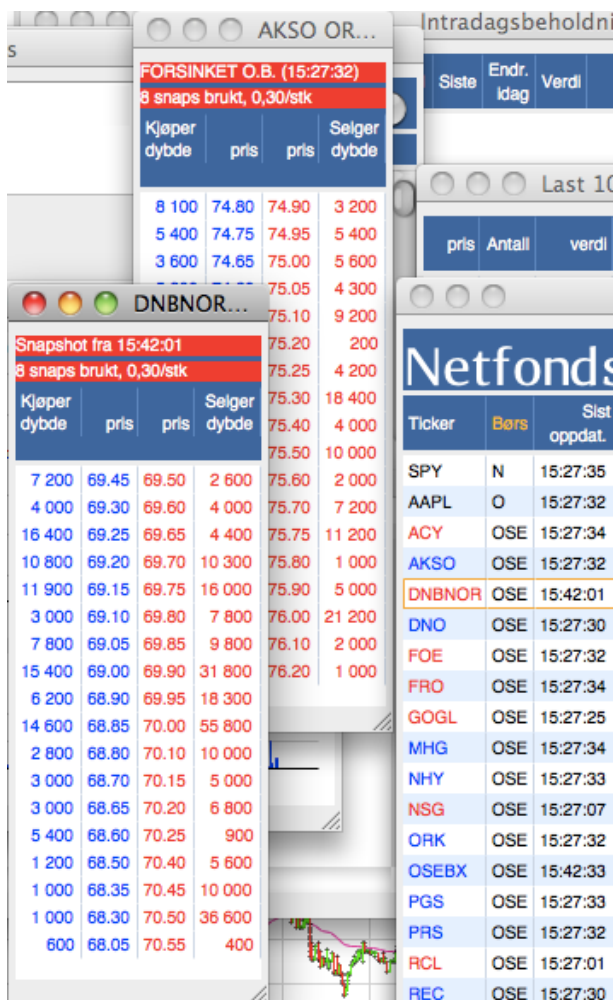 AKSO OR...
Intradagsbeholdni
s
FORSINKET O.B. (15:27:32)
8 snaps brukt, 0,30/stk
Kjøper dybde pris pris Selger dybde
8 100 74.80 74.90 3 200
5 400 74.75 74.95 5 400
3 600 74.65 75.00 5 600
75.05 4 300
75.10 9 200
75.20 200
75.25 4 200
75.30 18 400
75.40 4 000
75.50 10 000
75.60 2 000
75.70 7 200
75.75 11 200
75.80 1 000
75.90 5 000
76.00 21 200
76.10 2 000
76.20 1 000
Siste Endr. idag Verdi
Last 10
pris Antall verdi
DNBNOR...
Snapshot fra 15:42:01
8 snaps brukt, 0,30/stk
Kjøper dybde pris pris Selger dybde
7 200 69.45 69.50 2 600
4 000 69.30 69.60 4 000
16 400 69.25 69.65 4 400
10 800 69.20 69.70 10 300
11 900 69.15 69.75 16 000
3 000 69.10 69.80 7 800
7 800 69.05 69.85 9 800
15 400 69.00 69.90 31 800
6 200 68.90 69.95 18 300
14 600 68.85 70.00 55 800
2 800 68.80 70.10 10 000
3 000 68.70 70.15 5 000
3 000 68.65 70.20 6 800
5 400 68.60 70.25 900
1 200 68.50 70.40 5 600
1 000 68.35 70.45 10 000
1 000 68.30 70.50 36 600
600 68.05 70.55 400
Netfonds
Ticker Børs Sist oppdat.
SPY N 15:27:35
AAPL O 15:27:32
ACY OSE 15:27:34
AKSO OSE 15:27:32
DNBNOR OSE 15:42:01
DNO OSE 15:27:30
FOE OSE 15:27:32
FRO OSE 15:27:34
GOGL OSE 15:27:25
MHG OSE 15:27:34
NHY OSE 15:27:33
NSG OSE 15:27:07
ORK OSE 15:27:32
OSEBX OSE 15:42:33
PGS OSE 15:27:33
PRS OSE 15:27:32
RCL OSE 15:27:01
REC OSE 15:27:30